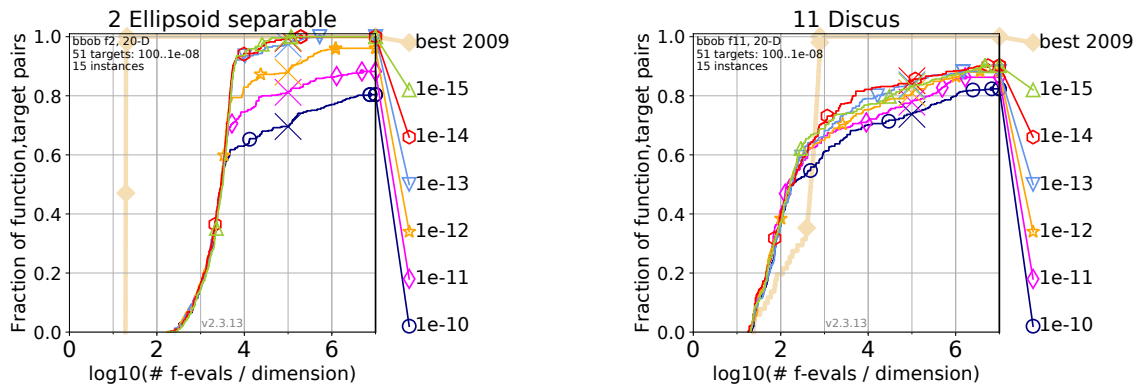 2 Ellipsoid separable
bbob f2, 20-D
51 targets: 100..1e-08
15 instances
Fraction of function,target pairs
1.0
0.8
0.6
0.4
0.2
0.0
v2.3.13
0 2 4 6
log10(# f-evals / dimension)
best 2009
1e-15
1e-14
1e-13
1e-12
1e-11
1e-10
11 Discus
bbob f11, 20-D
51 targets: 100..1e-08
15 instances
Fraction of function,target pairs
1.0
0.8
0.6
0.4
0.2
0.0
v2.3.13
0 2 4 6
log10(# f-evals / dimension)
best 2009
1e-15
1e-14
1e-13
1e-12
1e-11
1e-10